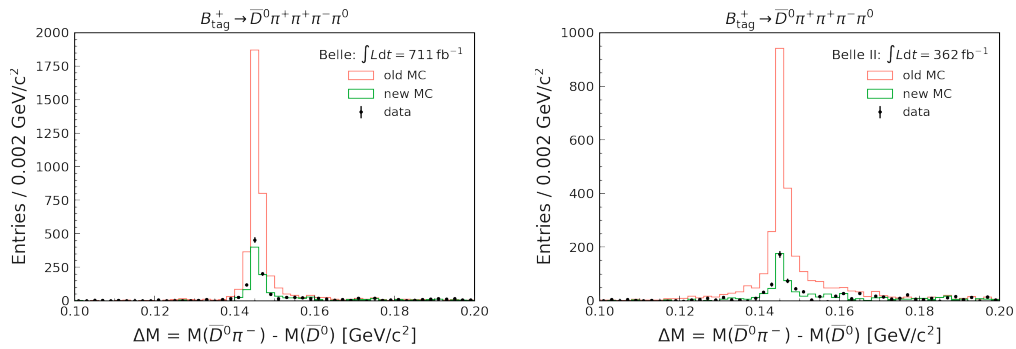 B⁺tag → D̅⁰π⁺π⁺π⁻π⁰
Belle: ∫Ldt = 711 fb⁻¹
old MC
new MC
data
Entries / 0.002 GeV/c²
2000
1750
1500
1250
1000
750
500
250
0
0.10 0.12 0.14 0.16 0.18 0.20
ΔM = M(D̅⁰π⁻) - M(D̅⁰) [GeV/c²]
B⁺tag → D̅⁰π⁺π⁺π⁻π⁰
Belle II: ∫Ldt = 362 fb⁻¹
old MC
new MC
data
Entries / 0.002 GeV/c²
1000
800
600
400
200
0
0.10 0.12 0.14 0.16 0.18 0.20
ΔM = M(D̅⁰π⁻) - M(D̅⁰) [GeV/c²]